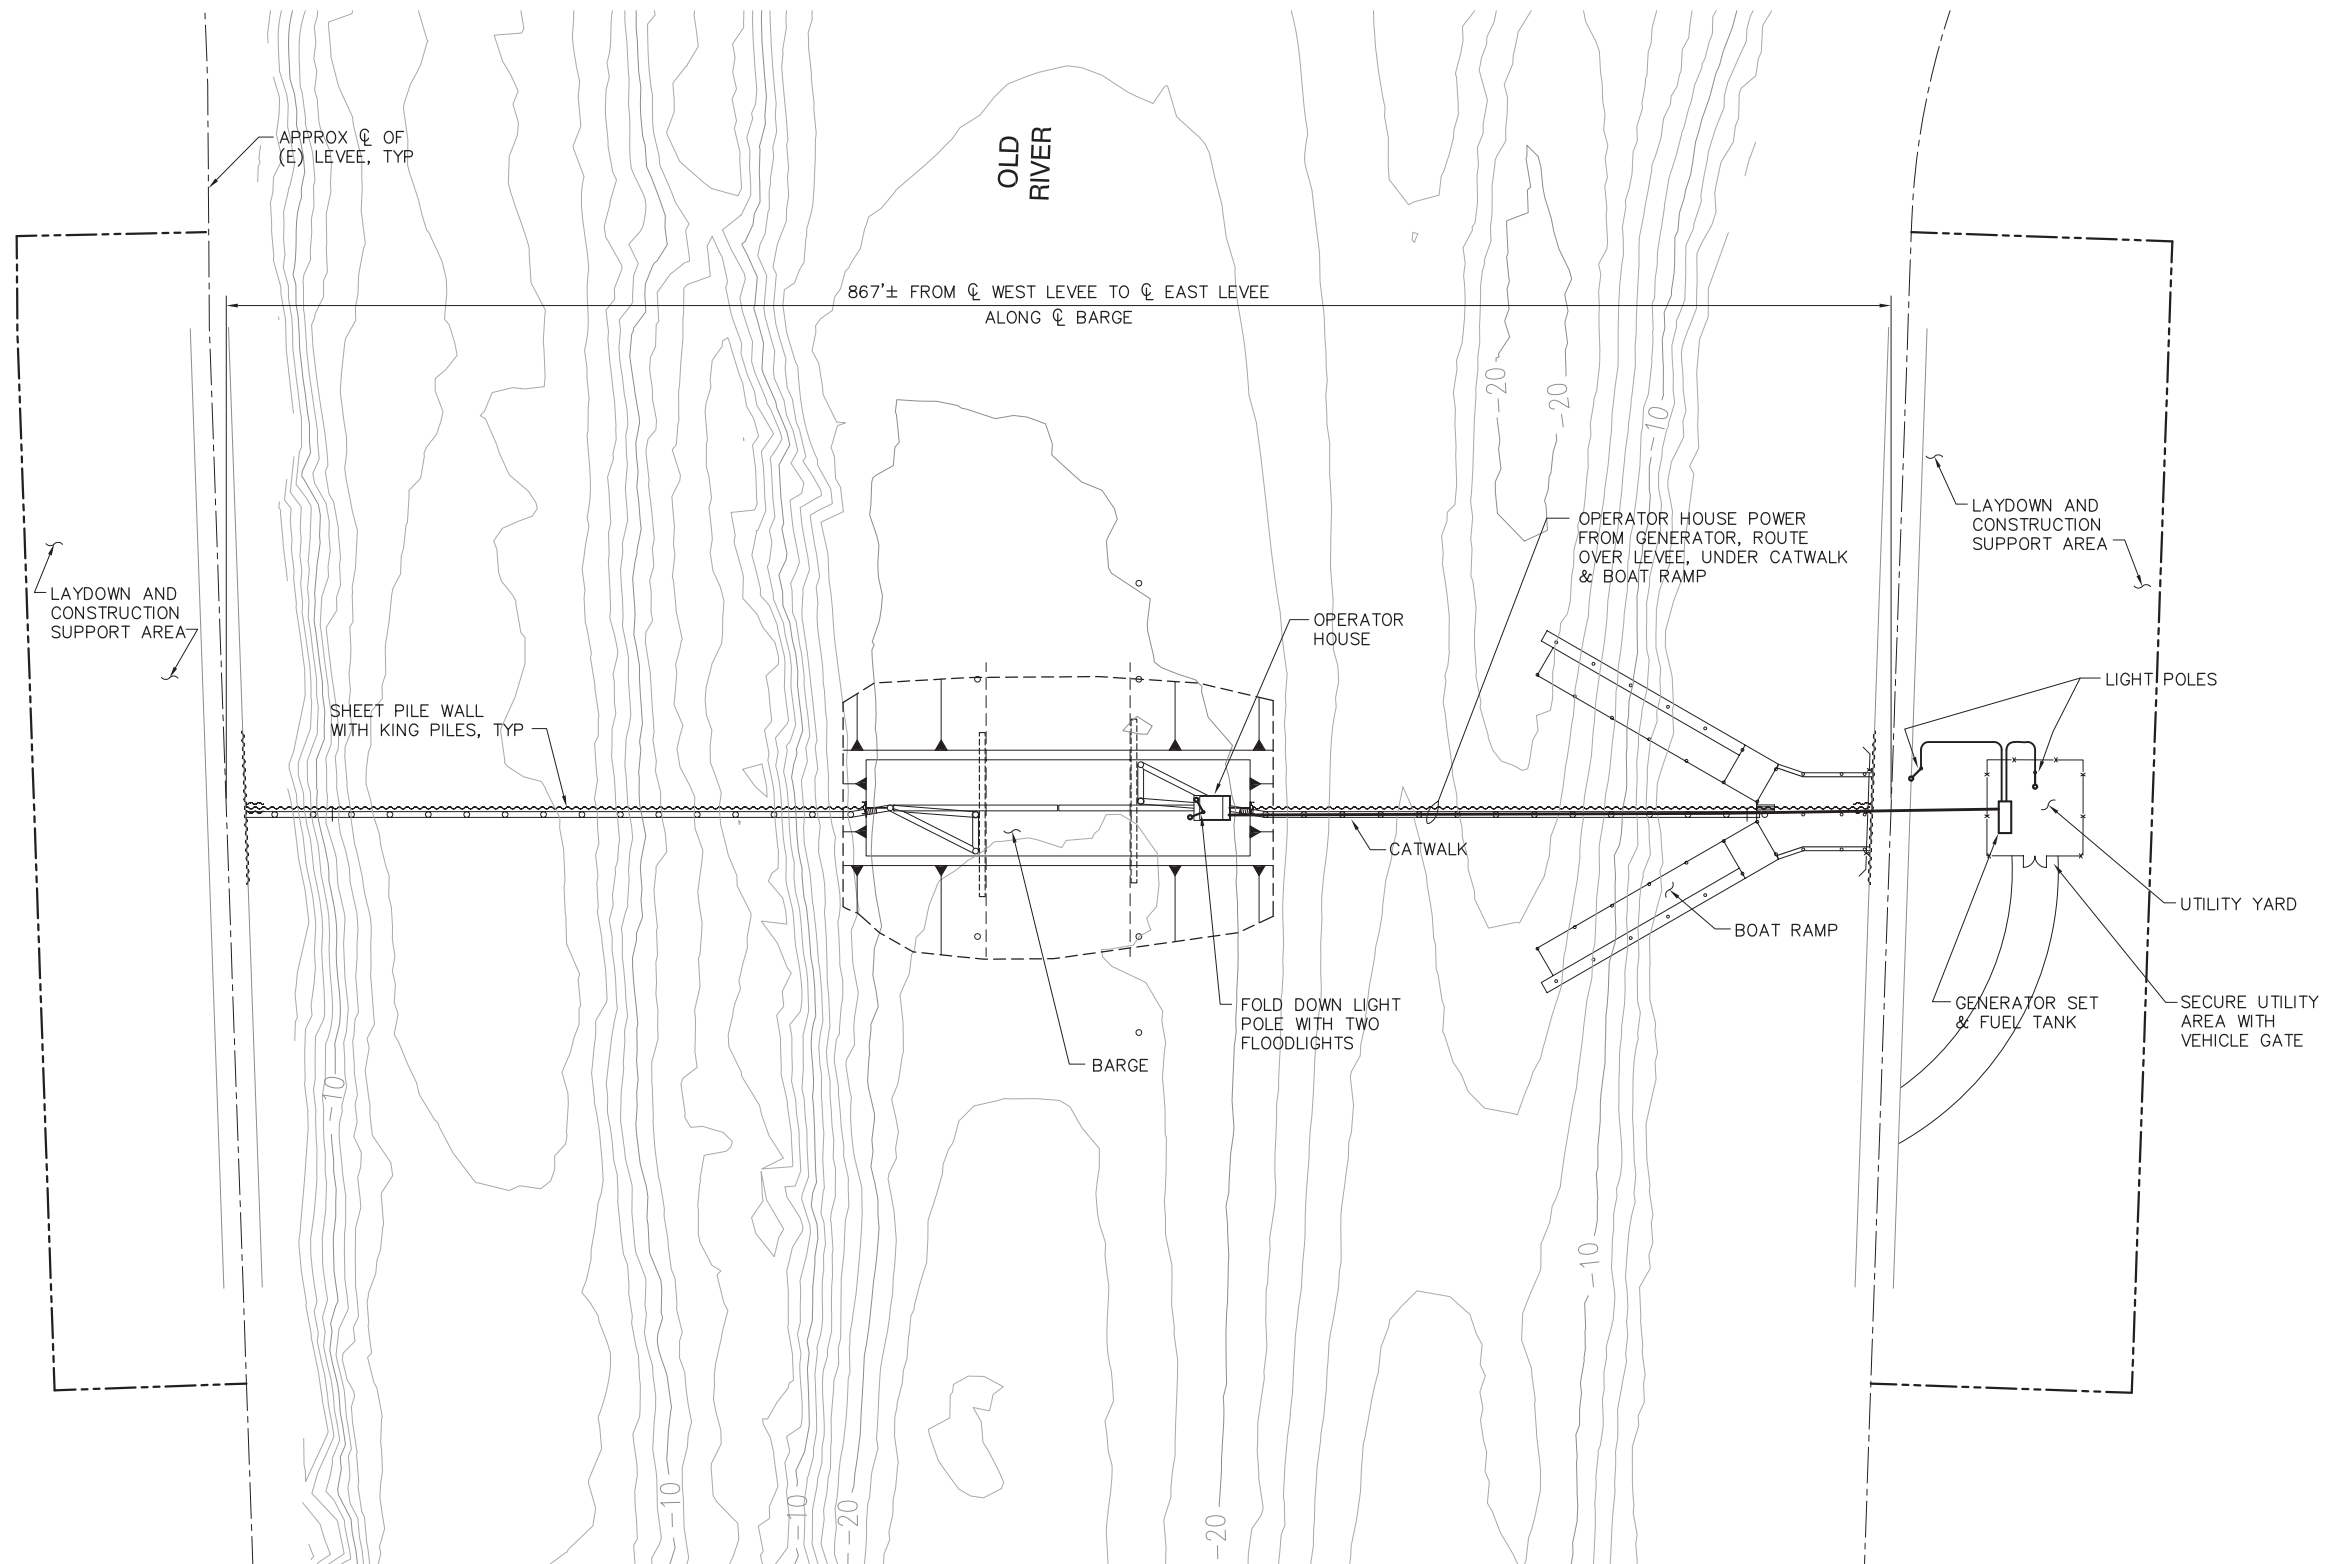 OLD
RIVER
APPROX ℄ OF
(E) LEVEE, TYP
867'± FROM ℄ WEST LEVEE TO ℄ EAST LEVEE
ALONG ℄ BARGE
-20
-20
-10
LAYDOWN AND
CONSTRUCTION
SUPPORT AREA
OPERATOR HOUSE POWER
FROM GENERATOR, ROUTE
OVER LEVEE, UNDER CATWALK
& BOAT RAMP
LAYDOWN AND
CONSTRUCTION
SUPPORT AREA
OPERATOR
HOUSE
LIGHT POLES
SHEET PILE WALL
WITH KING PILES, TYP
CATWALK
UTILITY YARD
BOAT RAMP
FOLD DOWN LIGHT
POLE WITH TWO
FLOODLIGHTS
GENERATOR SET
& FUEL TANK
SECURE UTILITY
AREA WITH
VEHICLE GATE
BARGE
-10
-10
-10
-10
-20
-20